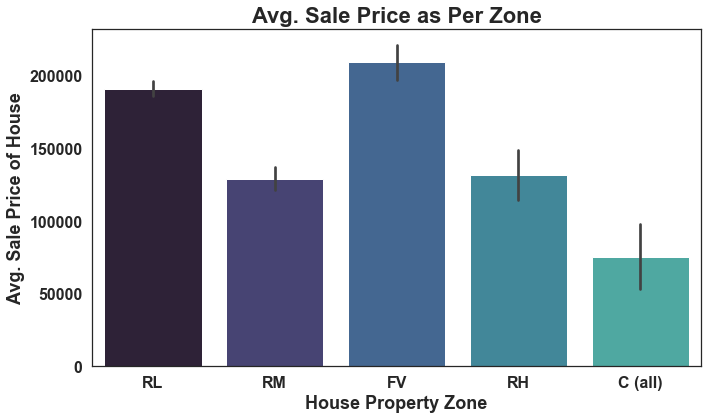 Avg. Sale Price as Per Zone
Avg. Sale Price of House
200000
150000
100000
50000
0
RL RM FV RH C (all)
House Property Zone